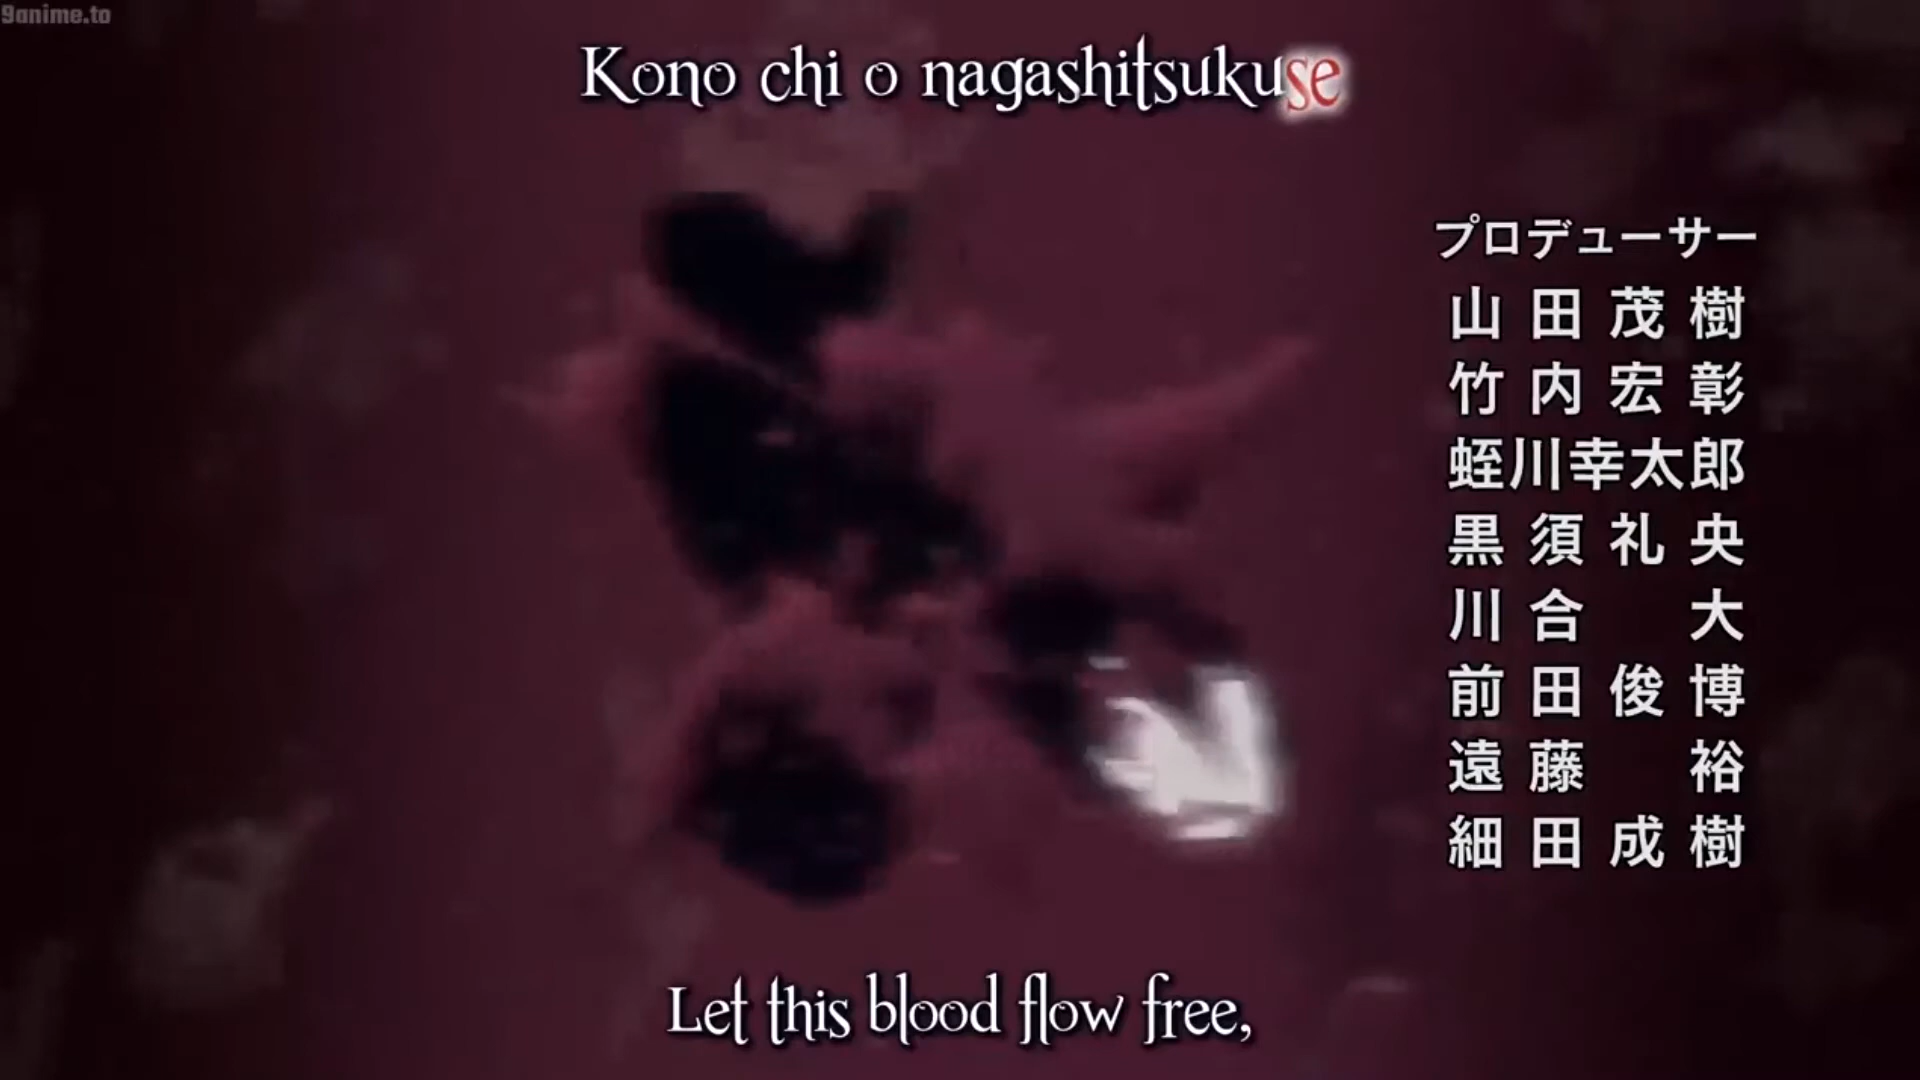 9anime.to
Kono chi o nagashitsukuse
プロデューサー
山田茂樹
竹内宏彰
蛭川幸太郎
黒須礼央
川合 大
前田俊博
遠藤 裕
細田成樹
Let this blood flow free,